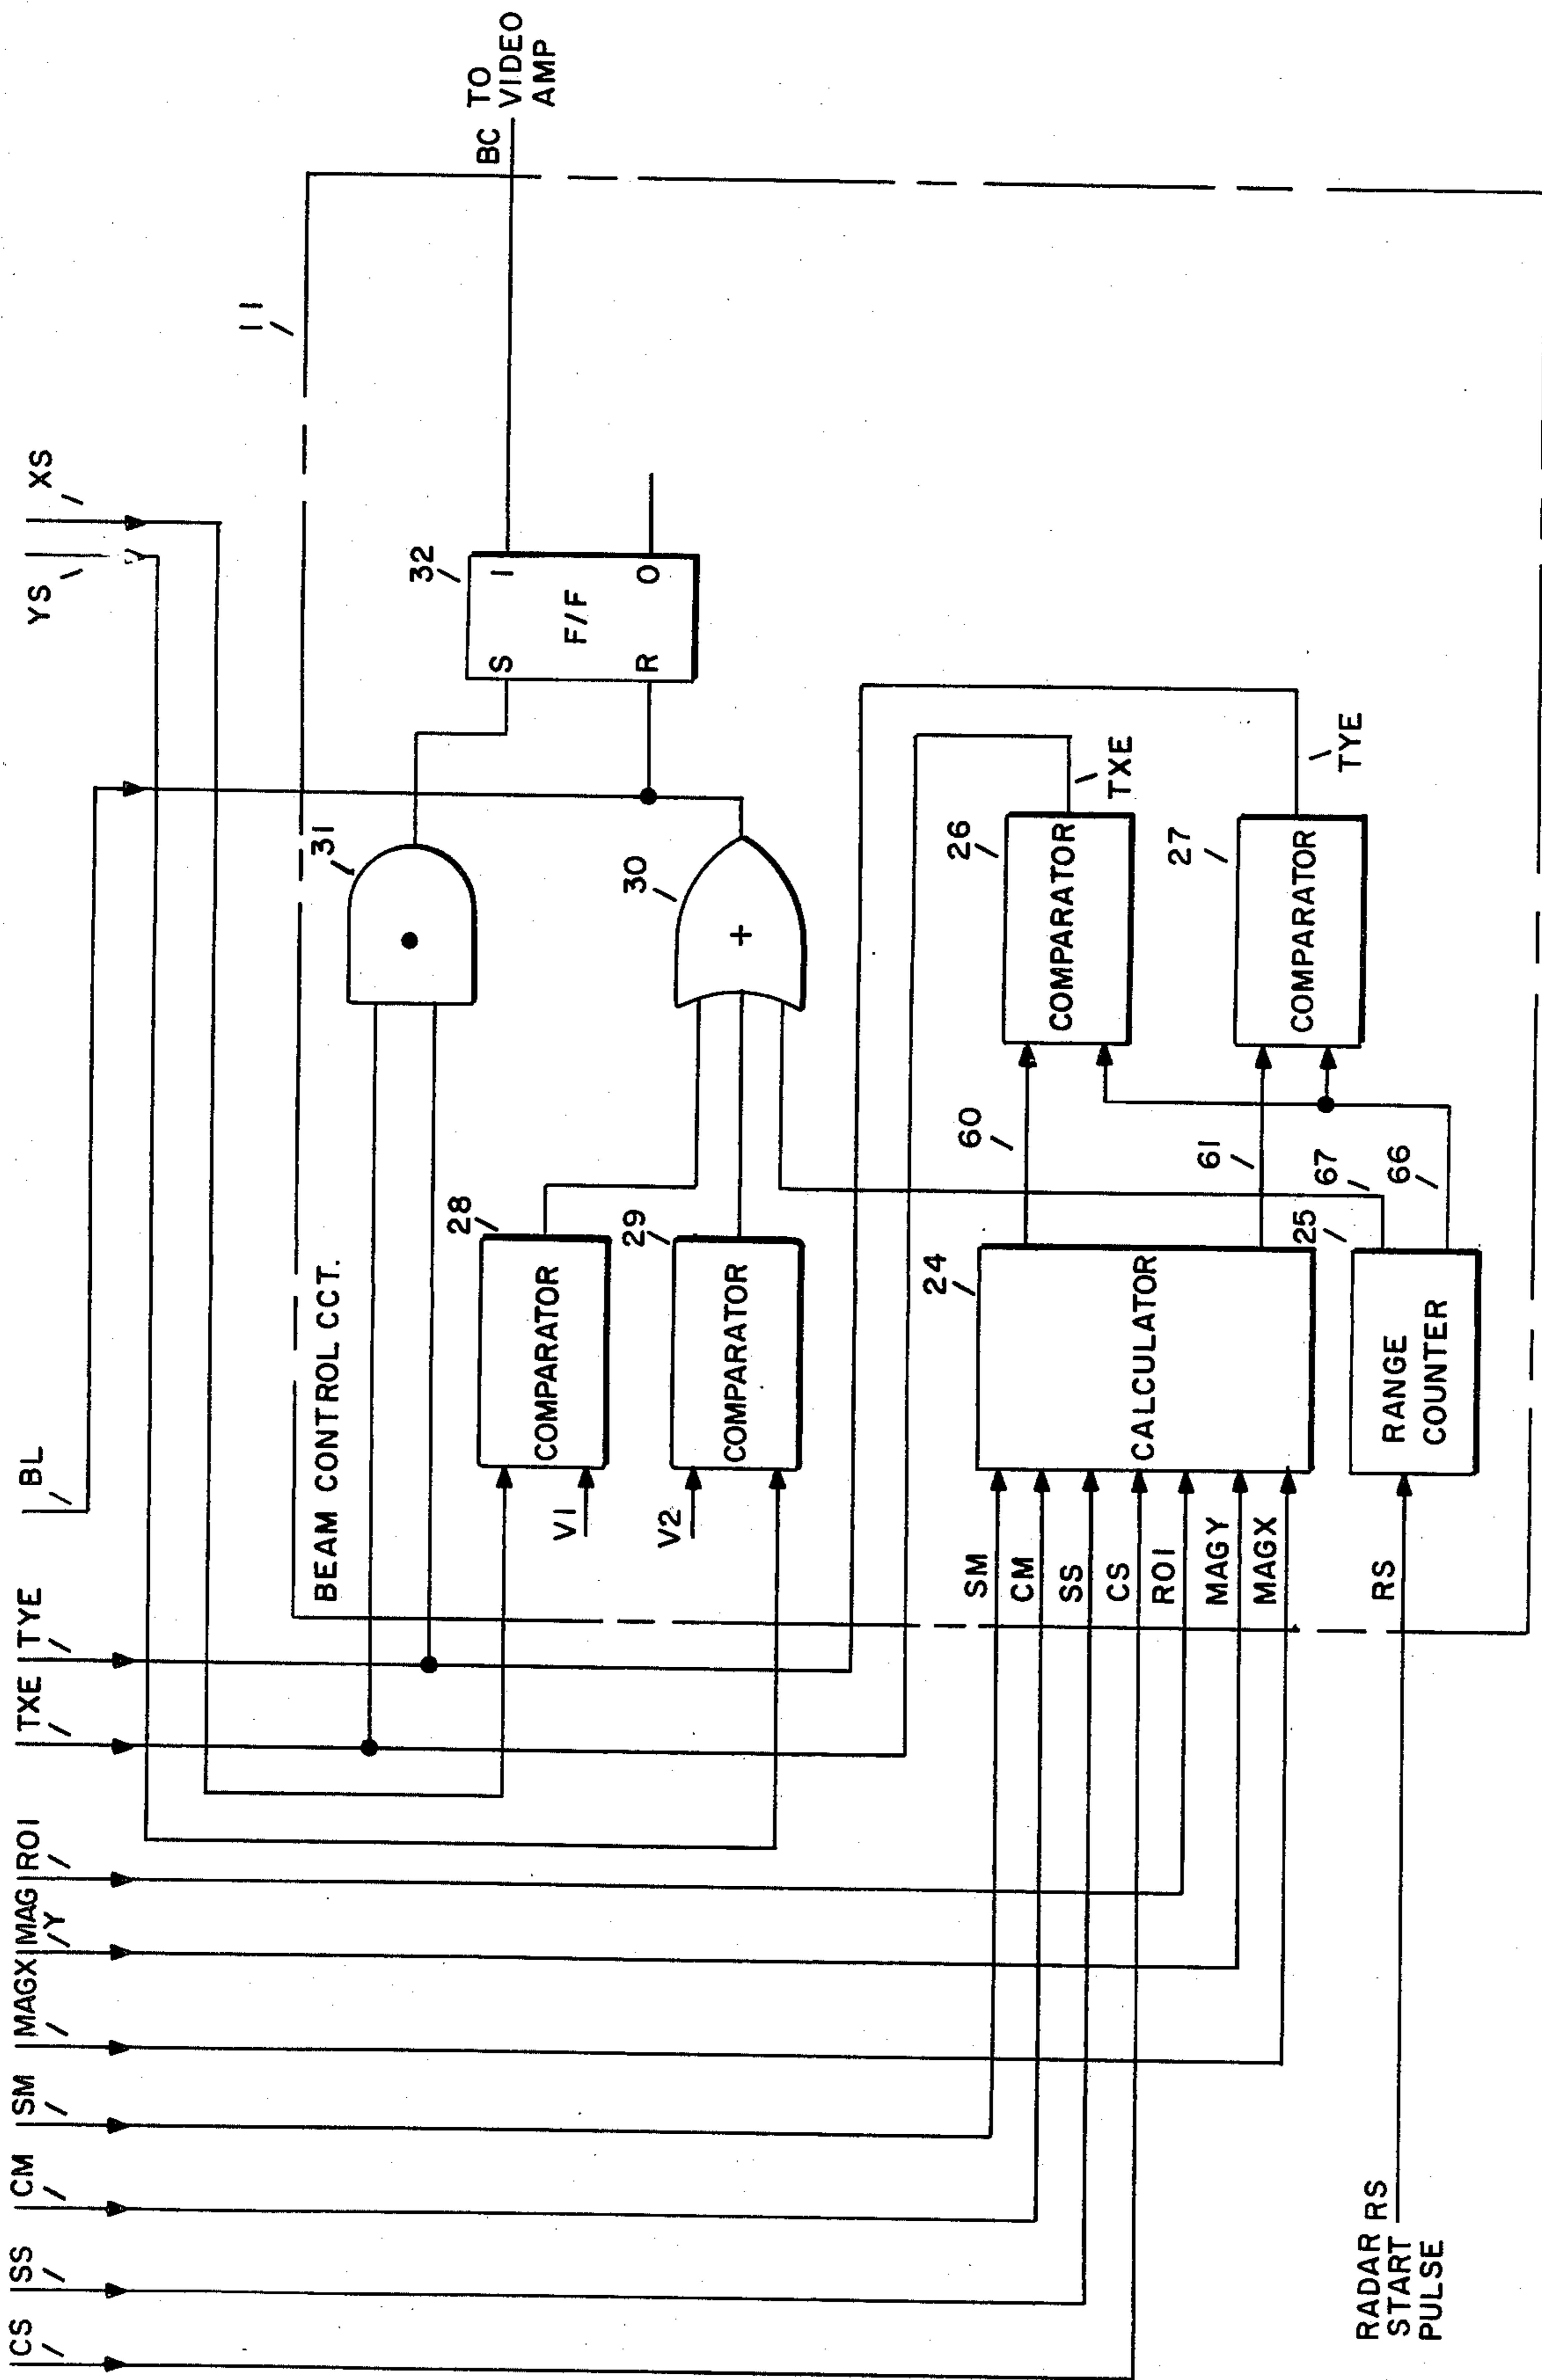 CS
SS
CM
SM
MAGX
MAG
Y
ROI
TXE
TYE
BL
YS
XS
BEAM CONTROL CCT.
11
31
32
S
1
F/F
R
0
BC
TO
VIDEO
AMP
28
COMPARATOR
V1
29
COMPARATOR
V2
30
+
24
CALCULATOR
SM
CM
SS
CS
ROI
MAGY
MAGX
60
61
26
COMPARATOR
TXE
27
COMPARATOR
TYE
25
67
66
RANGE
COUNTER
RS
RADAR RS
START
PULSE